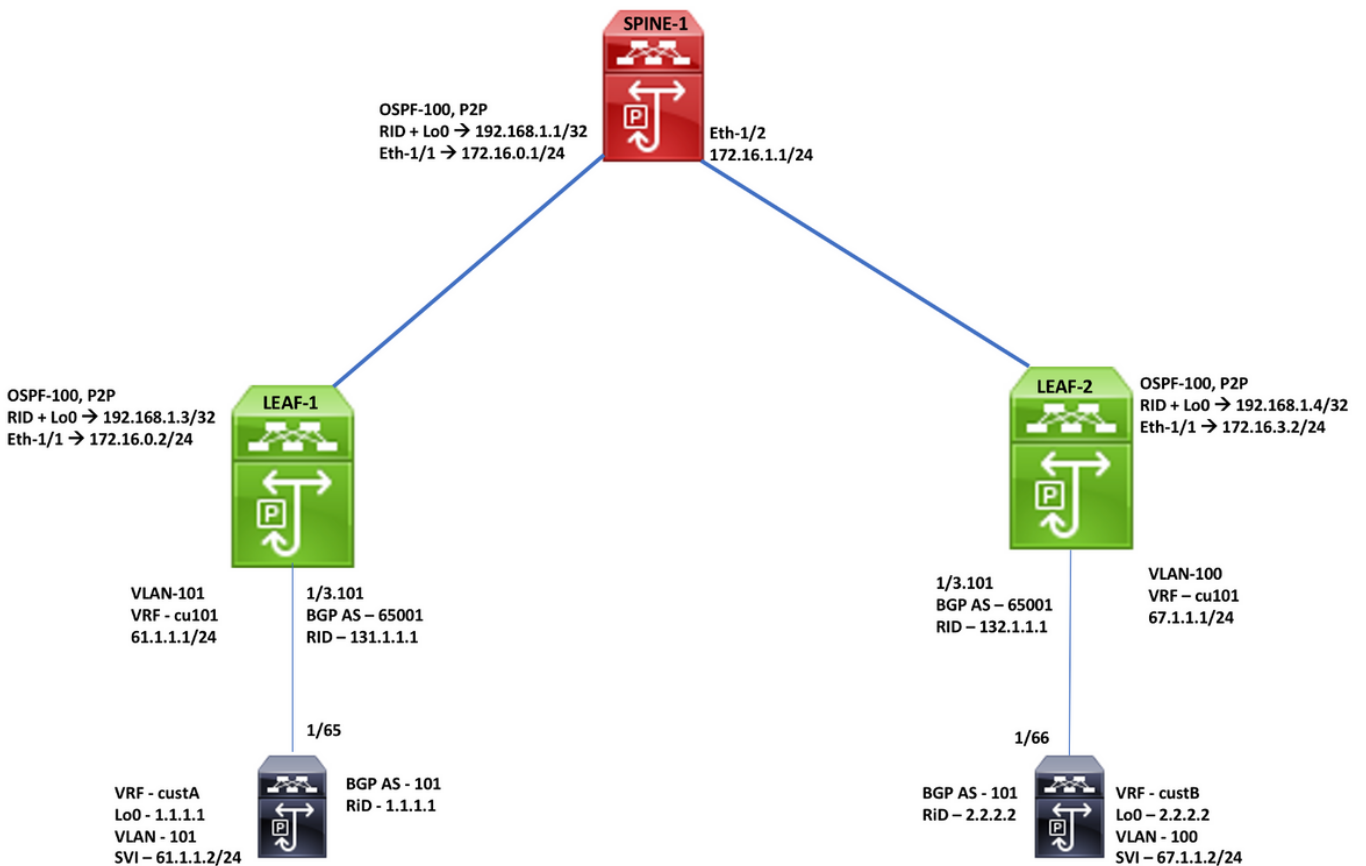 SPINE-1
OSPF-100, P2P
RID + Lo0 → 192.168.1.1/32
Eth-1/1 → 172.16.0.1/24
Eth-1/2
172.16.1.1/24
OSPF-100, P2P
RID + Lo0 → 192.168.1.3/32
Eth-1/1 → 172.16.0.2/24
LEAF-1
P
LEAF-2
P
OSPF-100, P2P
RID + Lo0 → 192.168.1.4/32
Eth-1/1 → 172.16.3.2/24
VLAN-101
VRF - cu101
61.1.1.1/24
1/3.101
BGP AS – 65001
RID – 131.1.1.1
1/3.101
BGP AS – 65001
RID – 132.1.1.1
VLAN-100
VRF – cu101
67.1.1.1/24
1/65
1/66
VRF - custA
Lo0 - 1.1.1.1
VLAN - 101
SVI – 61.1.1.2/24
P
BGP AS - 101
RiD - 1.1.1.1
BGP AS - 101
RiD – 2.2.2.2
P
VRF - custB
Lo0 – 2.2.2.2
VLAN - 100
SVI – 67.1.1.2/24
P